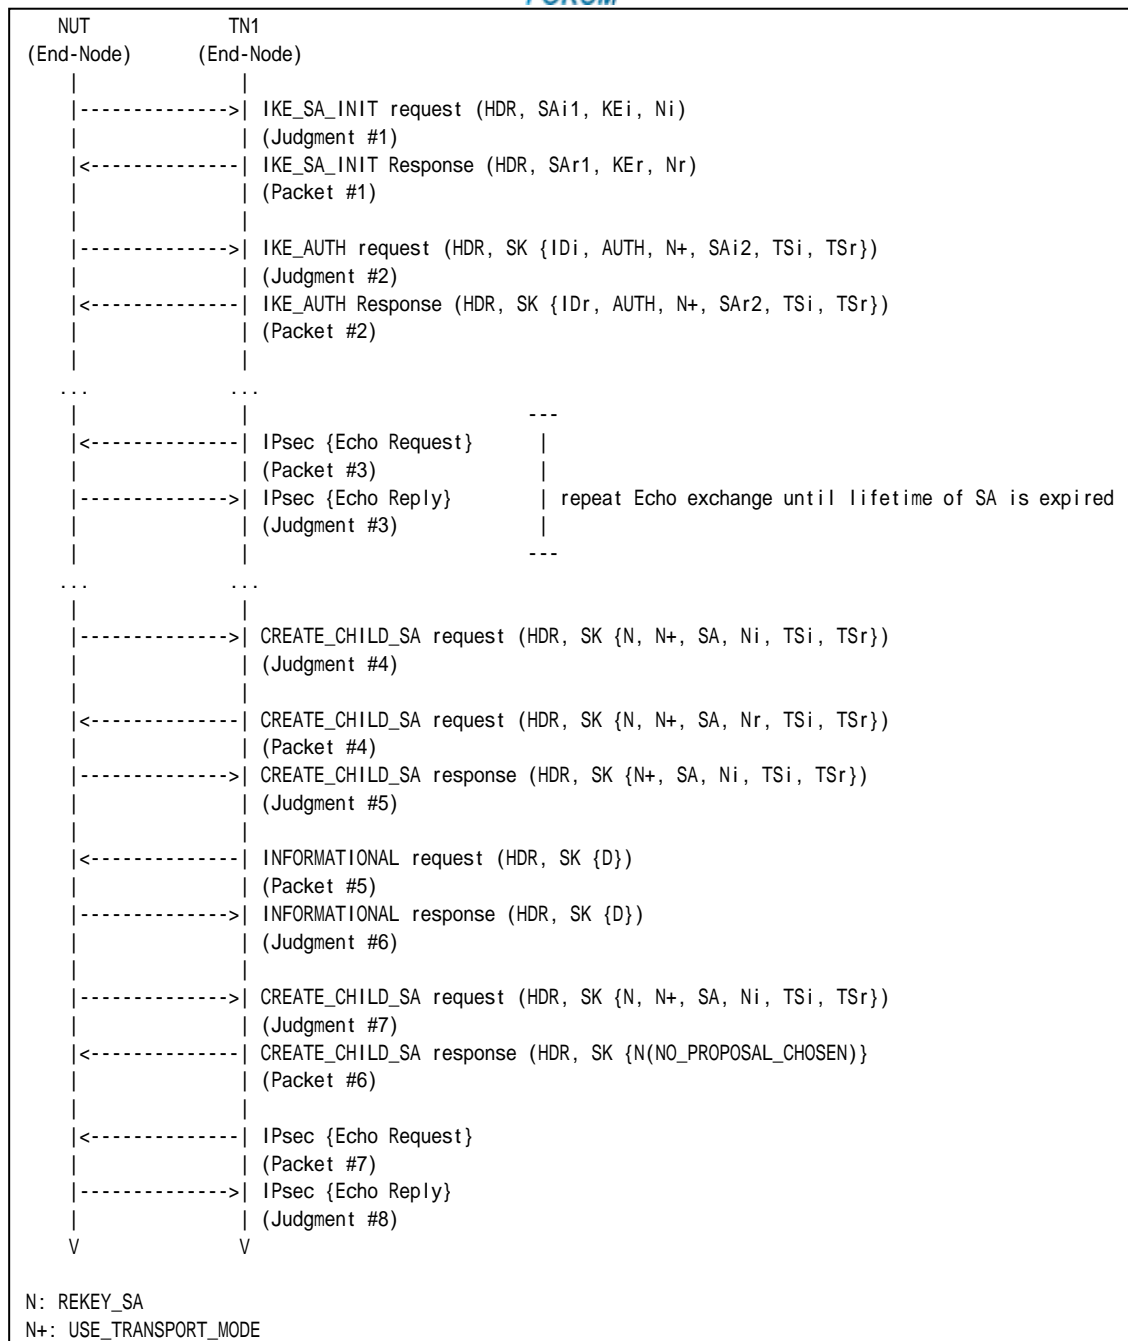 FORUM
NUT TN1
(End-Node) (End-Node)
| |
|-------------->| IKE_SA_INIT request (HDR, SAi1, KEi, Ni)
| | (Judgment #1)
|<--------------| IKE_SA_INIT Response (HDR, SAr1, KEr, Nr)
| | (Packet #1)
| |
|-------------->| IKE_AUTH request (HDR, SK {IDi, AUTH, N+, SAi2, TSi, TSr})
| | (Judgment #2)
|<--------------| IKE_AUTH Response (HDR, SK {IDr, AUTH, N+, SAr2, TSi, TSr})
| | (Packet #2)
| |
... ...
| | ---
|<--------------| IPsec {Echo Request} |
| | (Packet #3) |
|-------------->| IPsec {Echo Reply} | repeat Echo exchange until lifetime of SA is expired
| | (Judgment #3) |
| | ---
... ...
| |
|-------------->| CREATE_CHILD_SA request (HDR, SK {N, N+, SA, Ni, TSi, TSr})
| | (Judgment #4)
| |
|<--------------| CREATE_CHILD_SA request (HDR, SK {N, N+, SA, Nr, TSi, TSr})
| | (Packet #4)
|-------------->| CREATE_CHILD_SA response (HDR, SK {N+, SA, Ni, TSi, TSr})
| | (Judgment #5)
| |
|<--------------| INFORMATIONAL request (HDR, SK {D})
| | (Packet #5)
|-------------->| INFORMATIONAL response (HDR, SK {D})
| | (Judgment #6)
| |
|-------------->| CREATE_CHILD_SA request (HDR, SK {N, N+, SA, Ni, TSi, TSr})
| | (Judgment #7)
|<--------------| CREATE_CHILD_SA response (HDR, SK {N(NO_PROPOSAL_CHOSEN)}
| | (Packet #6)
| |
|<--------------| IPsec {Echo Request}
| | (Packet #7)
|-------------->| IPsec {Echo Reply}
| | (Judgment #8)
V V
N: REKEY_SA
N+: USE_TRANSPORT_MODE